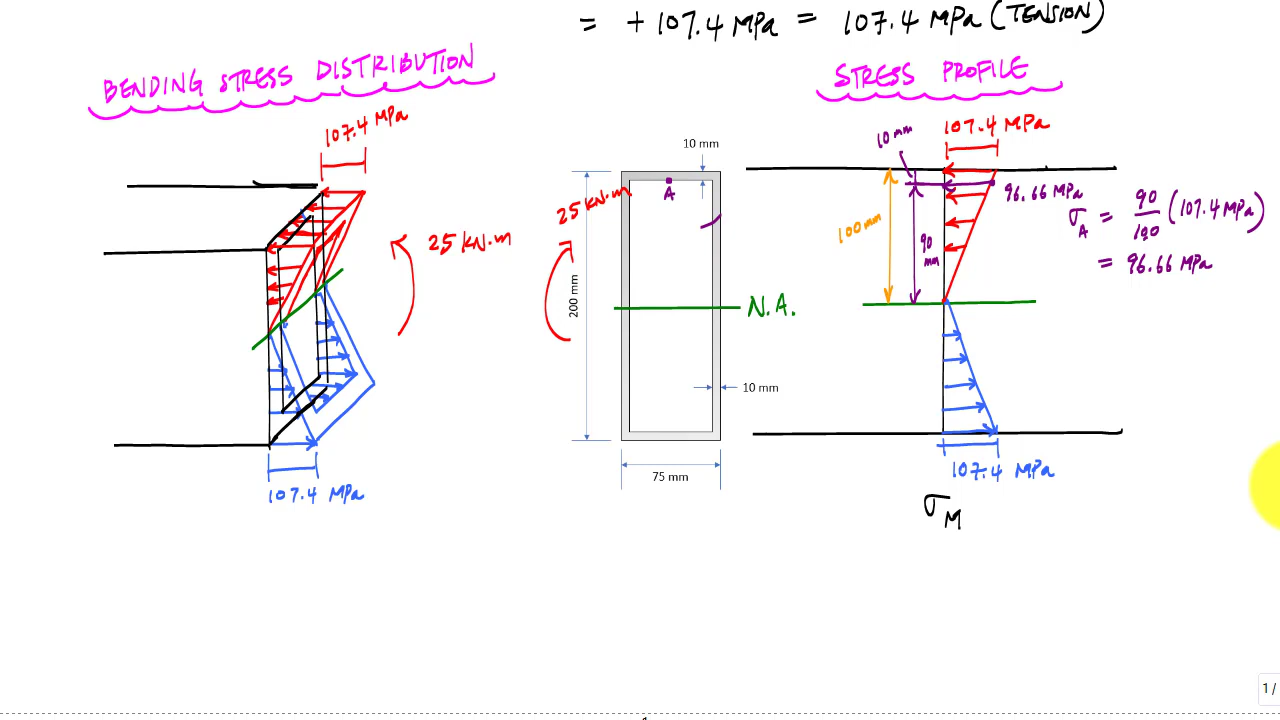 = + 107.4 MPa = 107.4 MPa (TENSION)
BENDING STRESS DISTRIBUTION
STRESS PROFILE
107.4 MPa
10 mm
10 mm
107.4 MPa
A
25 kN.m
25 kN.m
200 mm
N.A.
10 mm
75 mm
100 mm
90 mm
96.66 MPa
σA = 90/100 (107.4 MPa)
= 96.66 MPa
107.4 MPa
107.4 MPa
σM
1 /